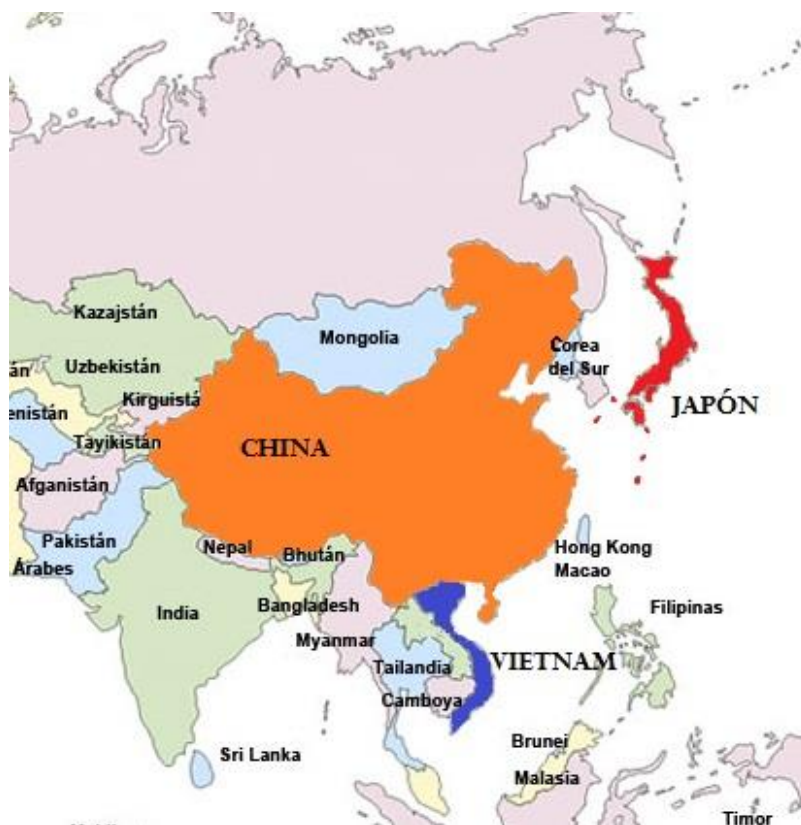 Kazajstán
Mongolia
Uzbekistán
Corea
del Sur
án
Kirguistá
JAPÓN
enistán
Tayikistán
CHINA
Afganistán
Pakistán
Nepal
Bhután
Hong Kong
Macao
Árabes
India
Bangladesh
Filipinas
Myanmar
VIETNAM
Tailandia
Camboya
Brunei
Sri Lanka
Malasia
Timor